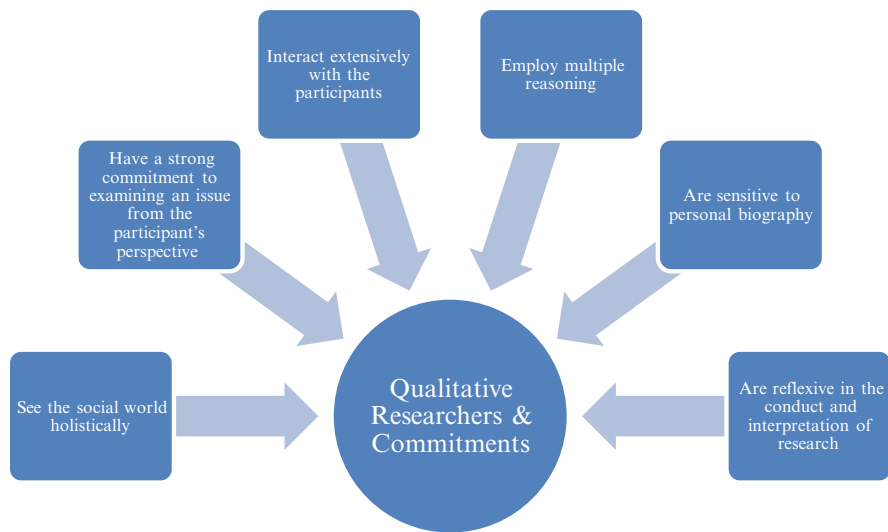 Interact extensively
with the
participants
Employ multiple
reasoning
Have a strong
commitment to
examining an issue
from the
participant's
perspective
Are sensitive to
personal biography
See the social world
holistically
Qualitative
Researchers &
Commitments
Are reflexive in the
conduct and
interpretation of
research